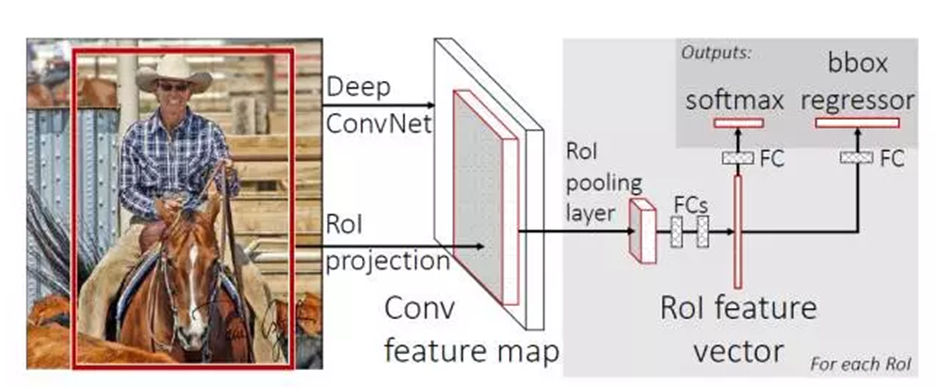 Deep
ConvNet
RoI
projection
Conv
feature map
RoI
pooling
layer
FCs
RoI feature
vector
For each RoI
Outputs:
softmax
bbox
regressor
FC
FC